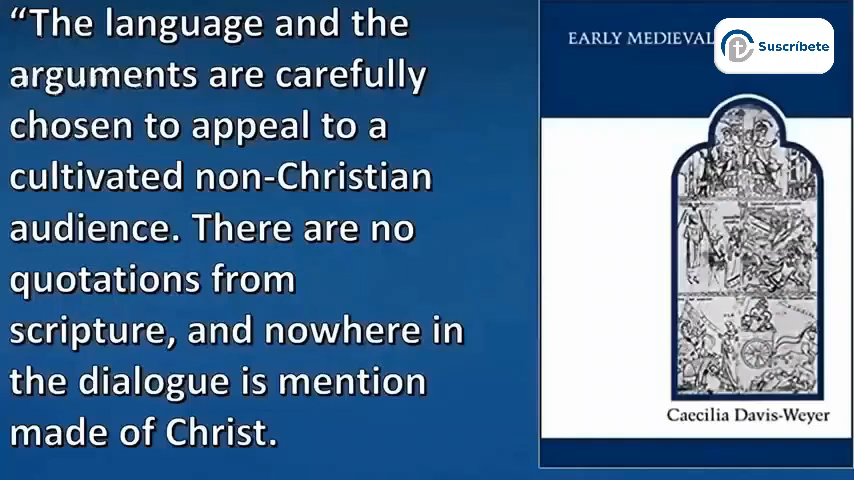 “The language and the
arguments are carefully
chosen to appeal to a
cultivated non-Christian
audience. There are no
quotations from
scripture, and nowhere in
the dialogue is mention
made of Christ.
EARLY MEDIEVAL
Suscríbete
Caecilia Davis-Weyer